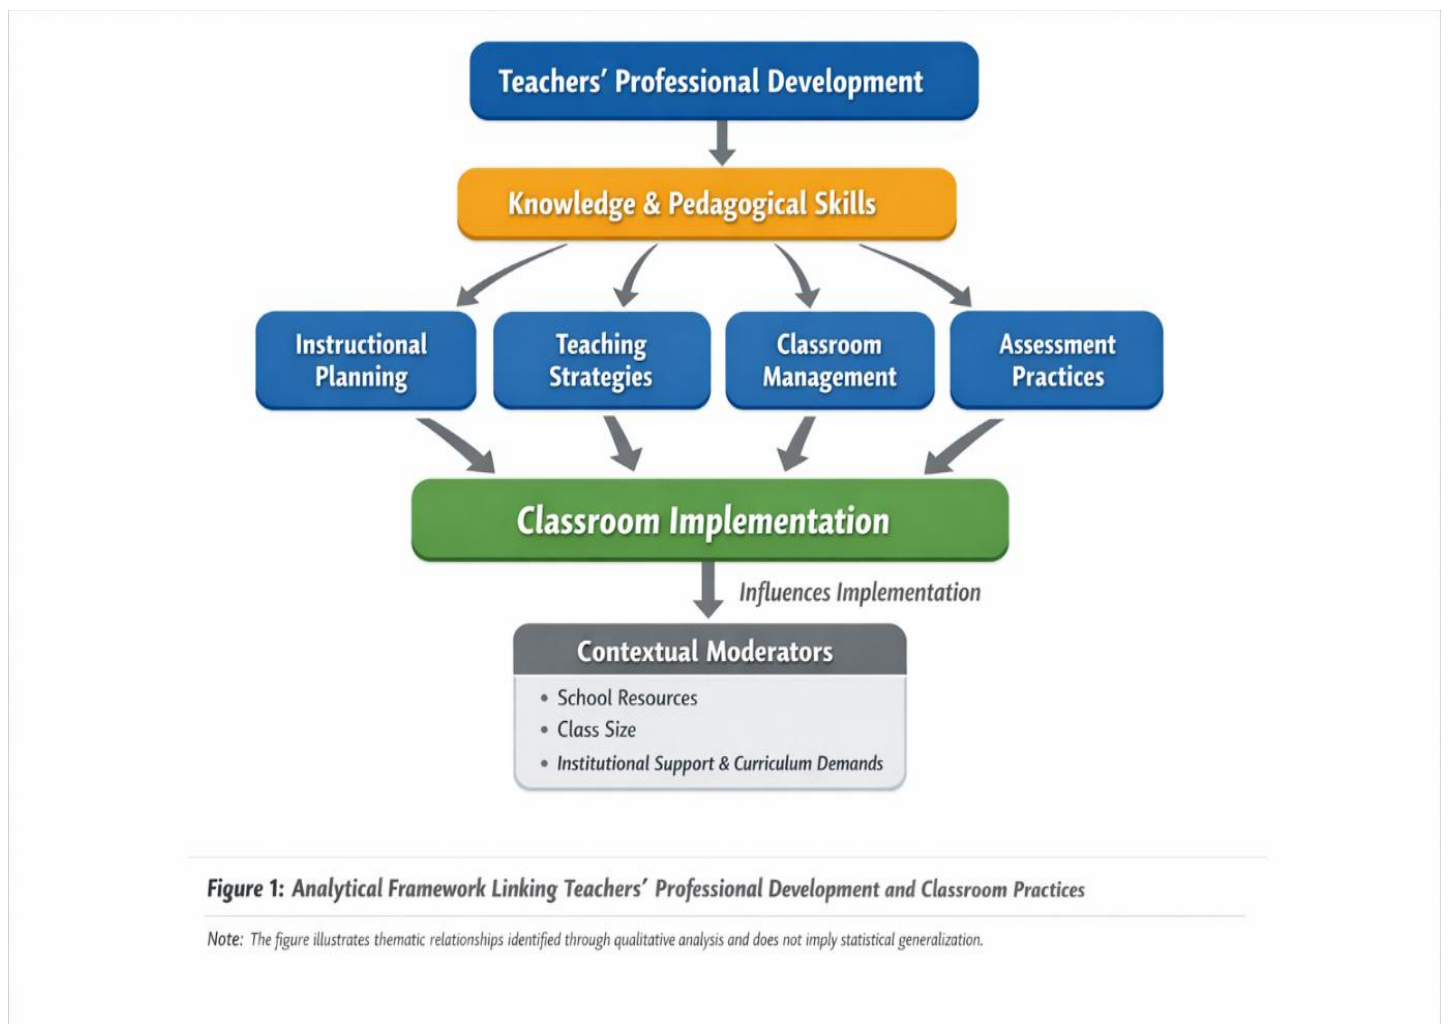 Teachers’ Professional Development
Knowledge & Pedagogical Skills
Instructional
Planning
Teaching
Strategies
Classroom
Management
Assessment
Practices
Classroom Implementation
Influences Implementation
Contextual Moderators
• School Resources
• Class Size
• Institutional Support & Curriculum Demands
Figure 1: Analytical Framework Linking Teachers’ Professional Development and Classroom Practices
Note: The figure illustrates thematic relationships identified through qualitative analysis and does not imply statistical generalization.